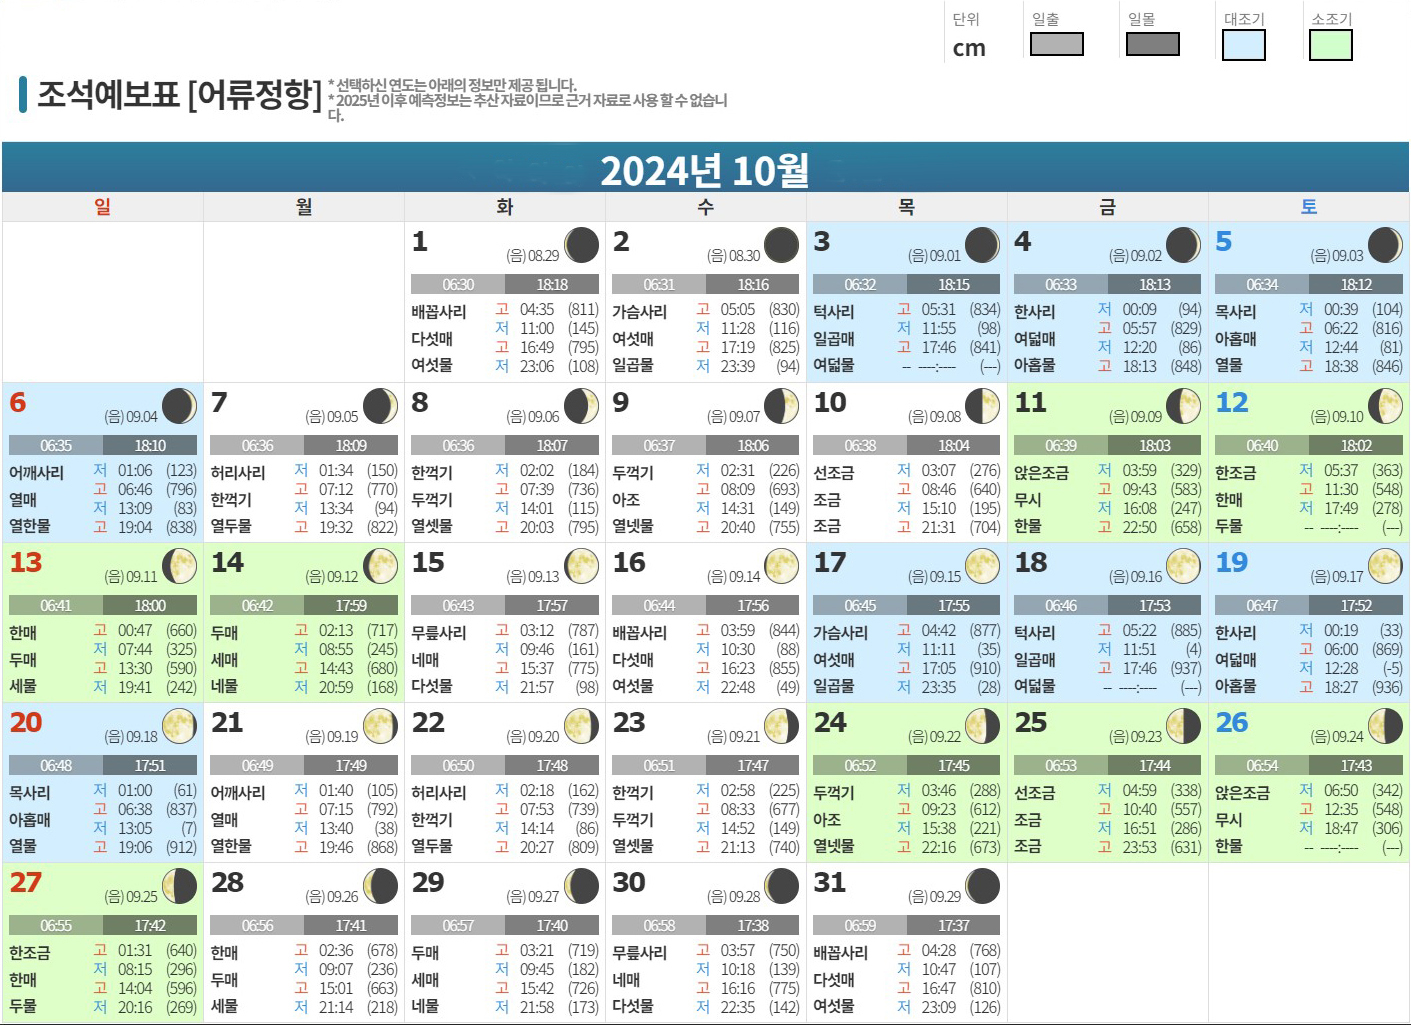 단위 일출 일몰 대조기 소조기
cm
조석예보표 [어류정항]
* 선택하신 연도는 아래의 정보만 제공 됩니다.
* 2025년 이후 예측정보는 추산 자료이므로 근거 자료로 사용 할 수 없습니
다.
2024년 10월
일 월 화 수 목 금 토
1 (음) 08.29
06:30 18:18
배꼽사리
다섯매
여섯물
고 04:35 (811)
저 11:00 (145)
고 16:49 (795)
저 23:06 (108)
2 (음) 08.30
06:31 18:16
가슴사리
여섯매
일곱물
고 05:05 (830)
저 11:28 (116)
고 17:19 (825)
저 23:39 (94)
3 (음) 09.01
06:32 18:15
턱사리
일곱매
여덟물
고 05:31 (834)
저 11:55 (98)
고 17:46 (841)
-- ----:---- (---)
4 (음) 09.02
06:33 18:13
한사리
여덟매
아홉물
저 00:09 (94)
고 05:57 (829)
저 12:20 (86)
고 18:13 (848)
5 (음) 09.03
06:34 18:12
목사리
아홉매
열물
저 00:39 (104)
고 06:22 (816)
저 12:44 (81)
고 18:38 (846)
6 (음) 09.04
06:35 18:10
어깨사리
열매
열한물
저 01:06 (123)
고 06:46 (796)
저 13:09 (83)
고 19:04 (838)
7 (음) 09.05
06:36 18:09
허리사리
한꺽기
열두물
저 01:34 (150)
고 07:12 (770)
저 13:34 (94)
고 19:32 (822)
8 (음) 09.06
06:36 18:07
한꺽기
두꺽기
열셋물
저 02:02 (184)
고 07:39 (736)
저 14:01 (115)
고 20:03 (795)
9 (음) 09.07
06:37 18:06
두꺽기
아조
열넷물
저 02:31 (226)
고 08:09 (693)
저 14:31 (149)
고 20:40 (755)
10 (음) 09.08
06:38 18:04
선조금
조금
조금
저 03:07 (276)
고 08:46 (640)
저 15:10 (195)
고 21:31 (704)
11 (음) 09.09
06:39 18:03
앉은조금
무시
한물
저 03:59 (329)
고 09:43 (583)
저 16:08 (247)
고 22:50 (658)
12 (음) 09.10
06:40 18:02
한조금
한매
두물
저 05:37 (363)
고 11:30 (548)
저 17:49 (278)
-- ----:---- (---)
13 (음) 09.11
06:41 18:00
한매
두매
세물
고 00:47 (660)
저 07:44 (325)
고 13:30 (590)
저 19:41 (242)
14 (음) 09.12
06:42 17:59
두매
세매
네물
고 02:13 (717)
저 08:55 (245)
고 14:43 (680)
저 20:59 (168)
15 (음) 09.13
06:43 17:57
무릎사리
네매
다섯물
고 03:12 (787)
저 09:46 (161)
고 15:37 (775)
저 21:57 (98)
16 (음) 09.14
06:44 17:56
배꼽사리
다섯매
여섯물
고 03:59 (844)
저 10:30 (88)
고 16:23 (855)
저 22:48 (49)
17 (음) 09.15
06:45 17:55
가슴사리
여섯매
일곱물
고 04:42 (877)
저 11:11 (35)
고 17:05 (910)
저 23:35 (28)
18 (음) 09.16
06:46 17:53
턱사리
일곱매
여덟물
고 05:22 (885)
저 11:51 (4)
고 17:46 (937)
-- ----:---- (---)
19 (음) 09.17
06:47 17:52
한사리
여덟매
아홉물
저 00:19 (33)
고 06:00 (869)
저 12:28 (-5)
고 18:27 (936)
20 (음) 09.18
06:48 17:51
목사리
아홉매
열물
저 01:00 (61)
고 06:38 (837)
저 13:05 (7)
고 19:06 (912)
21 (음) 09.19
06:49 17:49
어깨사리
열매
열한물
저 01:40 (105)
고 07:15 (792)
저 13:40 (38)
고 19:46 (868)
22 (음) 09.20
06:50 17:48
허리사리
한꺽기
열두물
저 02:18 (162)
고 07:53 (739)
저 14:14 (86)
고 20:27 (809)
23 (음) 09.21
06:51 17:47
한꺽기
두꺽기
열셋물
저 02:58 (225)
고 08:33 (677)
저 14:52 (149)
고 21:13 (740)
24 (음) 09.22
06:52 17:45
두꺽기
아조
열넷물
저 03:46 (288)
고 09:23 (612)
저 15:38 (221)
고 22:16 (673)
25 (음) 09.23
06:53 17:44
선조금
조금
조금
저 04:59 (338)
고 10:40 (557)
저 16:51 (286)
고 23:53 (631)
26 (음) 09.24
06:54 17:43
앉은조금
무시
한물
저 06:50 (342)
고 12:35 (548)
저 18:47 (306)
-- ----:---- (---)
27 (음) 09.25
06:55 17:42
한조금
한매
두물
고 01:31 (640)
저 08:15 (296)
고 14:04 (596)
저 20:16 (269)
28 (음) 09.26
06:56 17:41
한매
두매
세물
고 02:36 (678)
저 09:07 (236)
고 15:01 (663)
저 21:14 (218)
29 (음) 09.27
06:57 17:40
두매
세매
네물
고 03:21 (719)
저 09:45 (182)
고 15:42 (726)
저 21:58 (173)
30 (음) 09.28
06:58 17:38
무릎사리
네매
다섯물
고 03:57 (750)
저 10:18 (139)
고 16:16 (775)
저 22:35 (142)
31 (음) 09.29
06:59 17:37
배꼽사리
다섯매
여섯물
고 04:28 (768)
저 10:47 (107)
고 16:47 (810)
저 23:09 (126)